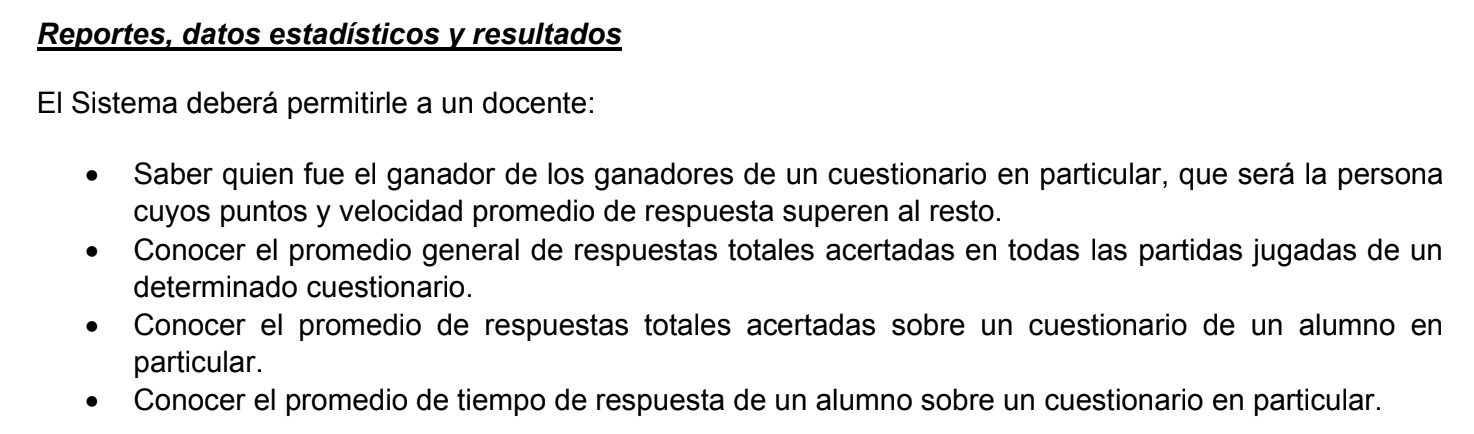 Reportes, datos estadísticos y resultados
El Sistema deberá permitirle a un docente:
• Saber quien fue el ganador de los ganadores de un cuestionario en particular, que será la persona
cuyos puntos y velocidad promedio de respuesta superen al resto.
• Conocer el promedio general de respuestas totales acertadas en todas las partidas jugadas de un
determinado cuestionario.
• Conocer el promedio de respuestas totales acertadas sobre un cuestionario de un alumno en
particular.
• Conocer el promedio de tiempo de respuesta de un alumno sobre un cuestionario en particular.